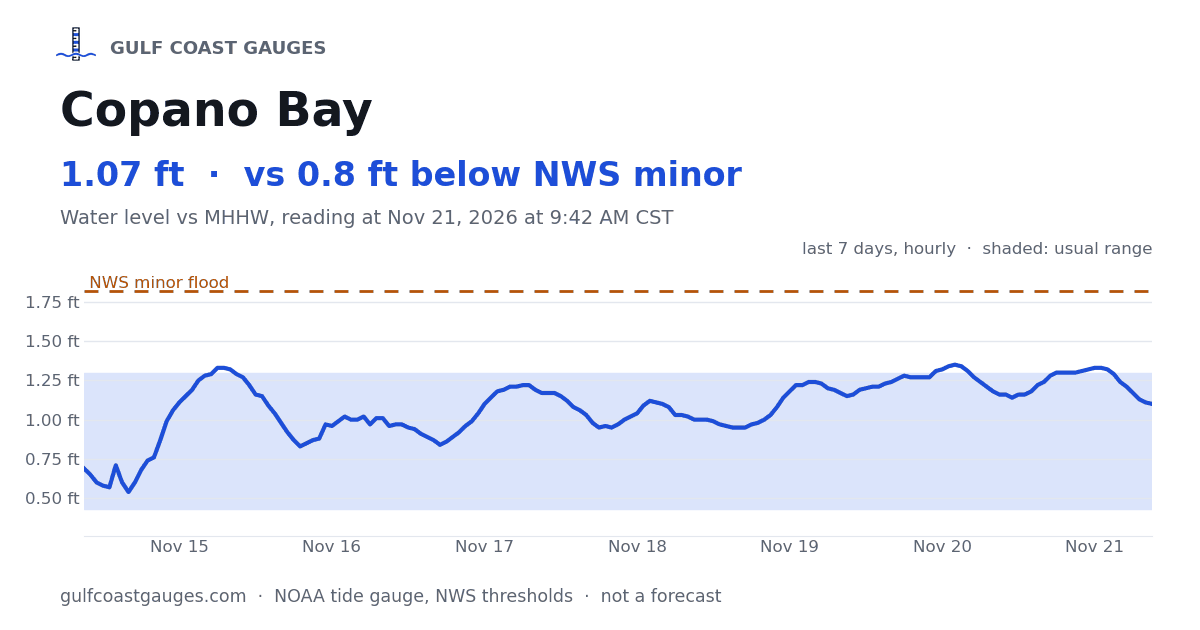 GULF COAST GAUGES
Copano Bay
1.07 ft · vs 0.8 ft below NWS minor
Water level vs MHHW, reading at Nov 21, 2026 at 9:42 AM CST
last 7 days, hourly · shaded: usual range
NWS minor flood
1.75 ft
1.50 ft
1.25 ft
1.00 ft
0.75 ft
0.50 ft
Nov 15 Nov 16 Nov 17 Nov 18 Nov 19 Nov 20 Nov 21
gulfcoastgauges.com · NOAA tide gauge, NWS thresholds · not a forecast